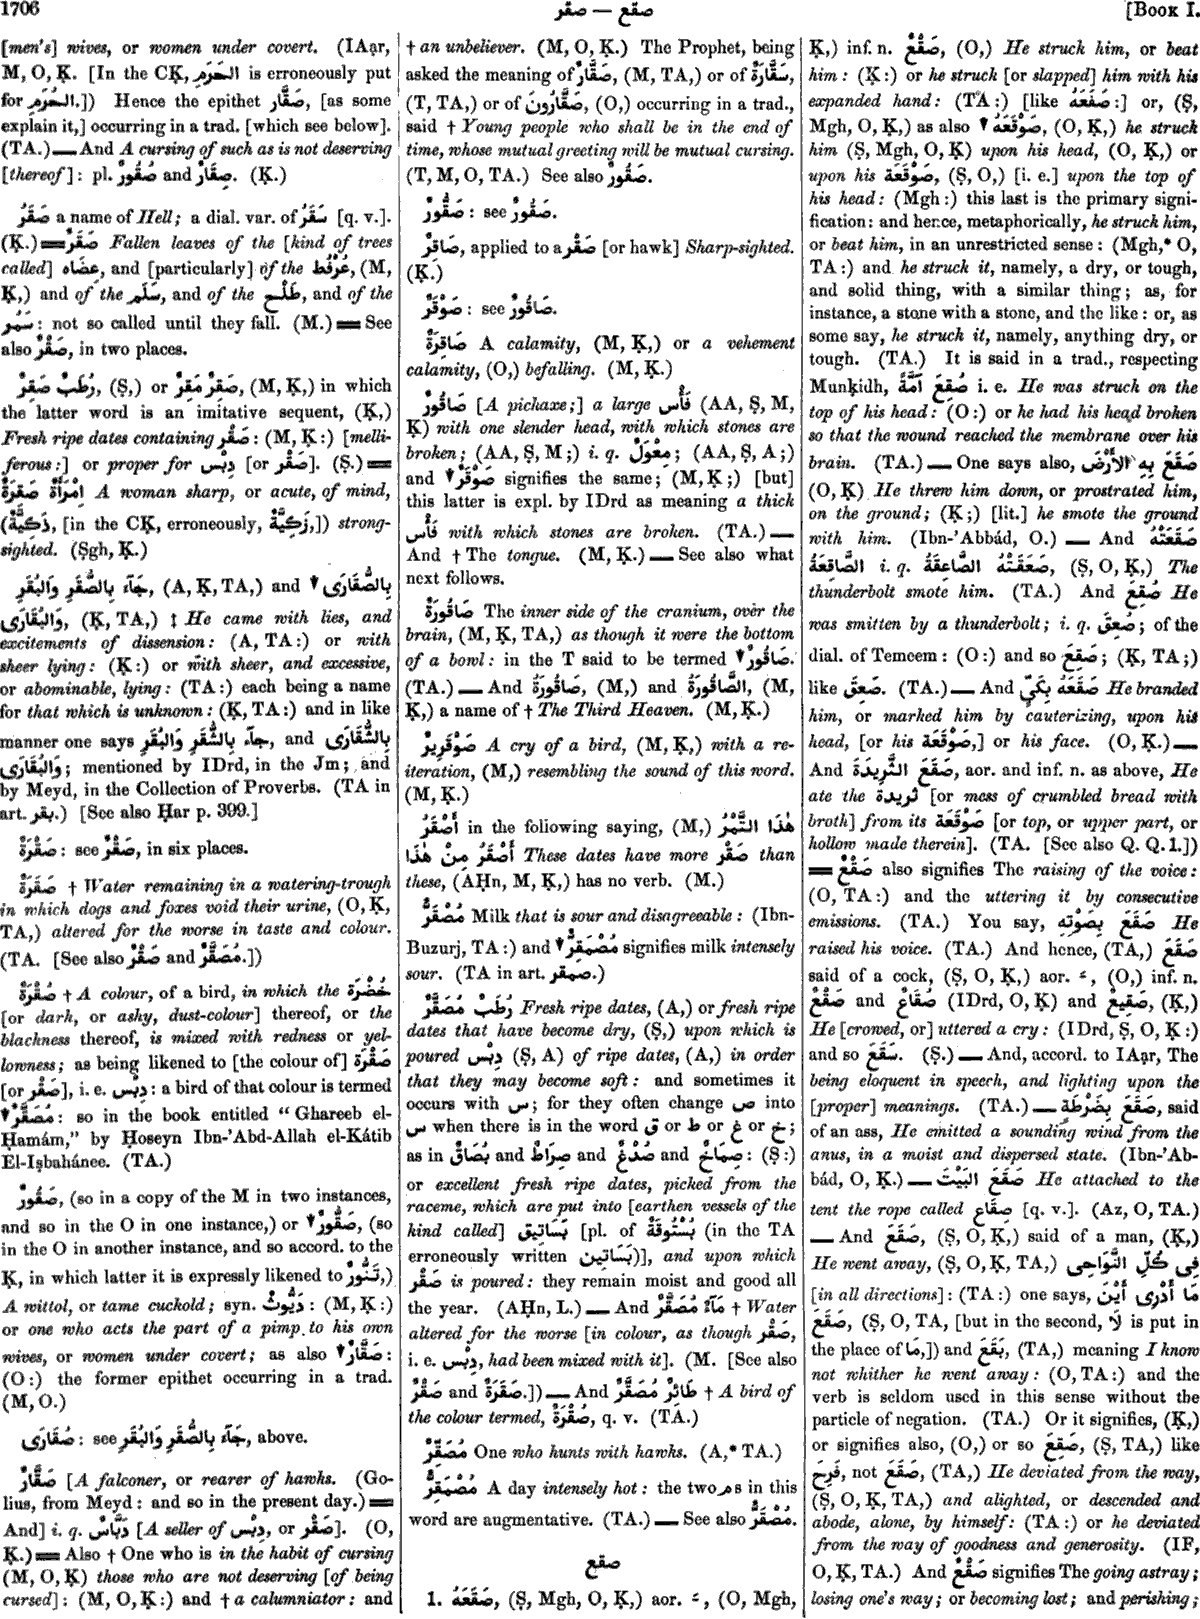 1706
صقر — صقع
[Book I.
[men's] wives, or women under covert. (IAạr,
M, O, Ḳ. [In the CḲ, الحَرَمِ is erroneously put
for الحُرَمِ.]) Hence the epithet صَقَّارٌ, [as some
explain it,] occurring in a trad. [which see below].
(TA.) — And A cursing of such as is not deserving
[thereof]: pl. صُقُورٌ and صِقَارٌ. (Ḳ.)
صَقَرُ a name of Hell; a dial. var. of سَقَرُ [q. v.].
(Ḳ.) = صَقَرٌ Fallen leaves of the [kind of trees
called] عِضَاه, and [particularly] of the عُرْفُط, (M,
Ḳ,) and of the سَلَم, and of the طَلْح, and of the
سَمُر: not so called until they fall. (M.) = See
also صَقْرٌ, in two places.
رُطَبٌ صَقِرٌ, (Ṣ,) or صَقِرٌ مَقِرٌ, (M, Ḳ,) in which
the latter word is an imitative sequent, (Ḳ,)
Fresh ripe dates containing صَقْر: (M, Ḳ:) [melli-
ferous:] or proper for دِبْس [or صَقْر]. (Ṣ.) =
اِمْرَأَةٌ صَقِرَةٌ A woman sharp, or acute, of mind,
(ذَكِيَّةٌ, [in the CḲ, erroneously, زَكِيَّةٌ,]) strong-
sighted. (Ṣgh, Ḳ.)
جَآءَ بِالصُّقَرِ وَالبُقَرِ, (A, Ḳ, TA,) and ▼ بِالصُّقَارَى
وَالبُقَارَى, (Ḳ, TA,) ‡ He came with lies, and
excitements of dissension: (A, TA:) or with
sheer lying: (Ḳ:) or with sheer, and excessive,
or abominable, lying: (TA:) each being a name
for that which is unknown: (Ḳ, TA:) and in like
manner one says جآء بِالشُّقَرِ وَالبُقَرِ, and بِالشُّقَارَى
وَالبُقَارَى; mentioned by IDrd, in the Jm; and
by Meyd, in the Collection of Proverbs. (TA in
art. بقر.) [See also Ḥar p. 399.]
صَقْرَةٌ: see صَقْرٌ, in six places.
صَقَرَةٌ † Water remaining in a watering-trough
in which dogs and foxes void their urine, (O, Ḳ,
TA,) altered for the worse in taste and colour.
(TA. [See also صَقْرٌ and مُصَقَّرٌ.])
صُقْرَةٌ † A colour, of a bird, in which the خُضْرَة
[or dark, or ashy, dust-colour] thereof, or the
blackness thereof, is mixed with redness or yel-
lowness; as being likened to [the colour of] صَقْرَة
[or صَقْر], i. e. دِبْس: a bird of that colour is termed
▼ مُصَقَّرٌ: so in the book entitled “Ghareeb el-
Ḥamám,” by Ḥoseyn Ibn-’Abd-Allah el-Kátib
El-Iṣbahánee. (TA.)
صَقُورٌ, (so in a copy of the M in two instances,
and so in the O in one instance,) or ▼ صَقُّورٌ, (so
in the O in another instance, and so accord. to the
Ḳ, in which latter it is expressly likened to تَنُّورٌ,)
A wittol, or tame cuckold; syn. دَيُّوثٌ: (M, Ḳ:)
or one who acts the part of a pimp to his own
wives, or women under covert; as also ▼ صَقَّارٌ:
(O:) the former epithet occurring in a trad.
(M, O.)
صُقَارَى: see جَآءَ بِالصُّقَرِ وَالبُقَرِ, above.
صَقَّارٌ [A falconer, or rearer of hawks. (Go-
lius, from Meyd: and so in the present day.) =
And] i. q. دَبَّاسٌ [A seller of دِبْس, or صَقْر]. (O,
Ḳ.) = Also † One who is in the habit of cursing
(M, O, Ḳ) those who are not deserving [of being
cursed]: (M, O, Ḳ:) and † a calumniator: and
† an unbeliever. (M, O, Ḳ.) The Prophet, being
asked the meaning of صَقَّارٌ, (M, TA,) or of سَقَّارَةٌ,
(T, TA,) or of صَقَّارُونَ, (O,) occurring in a trad.,
said † Young people who shall be in the end of
time, whose mutual greeting will be mutual cursing.
(T, M, O, TA.) See also صَقُورٌ.
صَقُّورٌ: see صَقُورٌ.
صَاقِرٌ, applied to a صَقْر [or hawk] Sharp-sighted.
(Ḳ.)
صَوْقَرٌ: see صَاقُورٌ.
صَاقِرَةٌ A calamity, (M, Ḳ,) or a vehement
calamity, (O,) befalling. (M, Ḳ.)
صَاقُورٌ [A pickaxe;] a large فَأْس (AA, Ṣ, M,
Ḳ) with one slender head, with which stones are
broken; (AA, Ṣ, M;) i. q. مِعْوَلٌ; (AA, Ṣ, A;)
and ▼ صَوْقَرٌ signifies the same; (M, Ḳ;) [but]
this latter is expl. by IDrd as meaning a thick
فَأْس with which stones are broken. (TA.) —
And † The tongue. (M, Ḳ.) — See also what
next follows.
صَاقُورَةٌ The inner side of the cranium, over the
brain, (M, Ḳ, TA,) as though it were the bottom
of a bowl: in the T said to be termed ▼ صَاقُورٌ.
(TA.) — And صَاقُورَةٌ, (M,) and الصَّاقُورَةُ, (M,
Ḳ,) a name of † The Third Heaven. (M, Ḳ.)
صَوْقَرِيرٌ A cry of a bird, (M, Ḳ,) with a re-
iteration, (M,) resembling the sound of this word.
(M, Ḳ.)
أَصْقَرُ in the following saying, (M,) هٰذَا التَّمْرُ
أَصْقَرُ مِنْ هٰذَا These dates have more صَقْر than
these, (AḤn, M, Ḳ,) has no verb. (M.)
مُصْقَرٌّ Milk that is sour and disagreeable: (Ibn-
Buzurj, TA:) and ▼ مُصْمَقِرٌّ signifies milk intensely
sour. (TA in art. صمقر.)
رُطَبٌ مُصَقَّرٌ Fresh ripe dates, (A,) or fresh ripe
dates that have become dry, (Ṣ,) upon which is
poured دِبْس (Ṣ, A) of ripe dates, (A,) in order
that they may become soft: and sometimes it
occurs with س; for they often change ص into
س when there is in the word ق or ط or غ or خ;
as in بُصَاقٌ and صِرَاطٌ and صُدْغٌ and صِمَاخٌ: (Ṣ:)
or excellent fresh ripe dates, picked from the
raceme, which are put into [earthen vessels of the
kind called] بَسَاتِيق [pl. of بُسْتُوقَةٌ (in the TA
erroneously written بَسَاتِين)], and upon which
صَقْر is poured: they remain moist and good all
the year. (AḤn, L.) — And مَآءٌ مُصَقَّرٌ † Water
altered for the worse [in colour, as though صَقْر,
i. e. دِبْس, had been mixed with it]. (M. [See also
صَقْرٌ and صَقَرَةٌ.]) — And طَائِرٌ مُصَقَّرٌ † A bird of
the colour termed, صُقْرَةٌ, q. v. (TA.)
مُصَقِّرٌ One who hunts with hawks. (A,* TA.)
مُصْمَقِرٌّ A day intensely hot: the two مs in this
word are augmentative. (TA.) — See also مُصْقَرٌّ.
صقع
1. صَقَعَهُ, (Ṣ, Mgh, O, Ḳ,) aor. ـَ, (O, Mgh,
Ḳ,) inf. n. صَقْعٌ, (O,) He struck him, or beat
him: (Ḳ:) or he struck [or slapped] him with his
expanded hand: (TA:) [like صَفَعَهُ:] or, (Ṣ,
Mgh, O, Ḳ,) as also ▼ صَوْقَعَهُ, (O, Ḳ,) he struck
him (Ṣ, Mgh, O, Ḳ) upon his head, (O, Ḳ,) or
upon his صَوْقَعَة, (Ṣ, O,) [i. e.] upon the top of
his head: (Mgh:) this last is the primary signi-
fication: and hence, metaphorically, he struck him,
or beat him, in an unrestricted sense: (Mgh,* O,
TA:) and he struck it, namely, a dry, or tough,
and solid thing, with a similar thing; as, for
instance, a stone with a stone, and the like: or, as
some say, he struck it, namely, anything dry, or
tough. (TA.) It is said in a trad., respecting
Munḳidh, صُقِعَ آمَّةً i. e. He was struck on the
top of his head: (O:) or he had his head broken
so that the wound reached the membrane over his
brain. (TA.) — One says also, صَقَعَ بِهِ الأَرْضَ
(O, Ḳ) He threw him down, or prostrated him,
on the ground; (Ḳ;) [lit.] he smote the ground
with him. (Ibn-’Abbád, O.) — And صَقَعَتْهُ
الصَّاقِعَةُ i. q. صَعَقَتْهُ الصَّاعِقَةُ, (Ṣ, O, Ḳ,) The
thunderbolt smote him. (TA.) And صُقِعَ He
was smitten by a thunderbolt; i. q. صُعِقَ; of the
dial. of Temeem: (O:) and so صَقِعَ; (Ḳ, TA;)
like صَعِقَ. (TA.) — And صَقَعَهُ بِكَيٍّ He branded
him, or marked him by cauterizing, upon his
head, [or his صَوْقَعَة,] or his face. (O, Ḳ.) —
And صَقَعَ الثَّرِيدَةَ, aor. and inf. n. as above, He
ate the ثريدة [or mess of crumbled bread with
broth] from its صَوْقَعَة [or top, or upper part, or
hollow made therein]. (TA. [See also Q. Q. 1.])
= صَقْعٌ also signifies The raising of the voice:
(O, TA:) and the uttering it by consecutive
emissions. (TA.) You say, صَقَعَ بِصَوْتِهِ He
raised his voice. (TA.) And hence, (TA,) صَقَعَ
said of a cock, (Ṣ, O, Ḳ,) aor. ـَ, (O,) inf. n.
صَقْعٌ and صُقَاعٌ (IDrd, O, Ḳ) and صَقِيعٌ, (Ḳ,)
He [crowed, or] uttered a cry: (IDrd, Ṣ, O, Ḳ:)
and so سَقَعَ. (Ṣ.) — And, accord. to IAạr, The
being eloquent in speech, and lighting upon the
[proper] meanings. (TA.) — صَقَعَ بِضَرْطَةٍ, said
of an ass, He emitted a sounding wind from the
anus, in a moist and dispersed state. (Ibn-’Ab-
bád, O, Ḳ.) — صَقَعَ البَيْتَ He attached to the
tent the rope called صِقَاع [q. v.]. (Az, O, TA.)
— And صَقَعَ, (Ṣ, O, Ḳ,) said of a man, (Ḳ,)
He went away, (Ṣ, O, Ḳ, TA,) فِى كُلِّ النَّوَاحِى
[in all directions]: (TA:) one says, مَا أَدْرِى أَيْنَ
صَقَعَ, (Ṣ, O, TA, [but in the second, لَا is put in
the place of مَا,]) and بَقَعَ, (TA,) meaning I know
not whither he went away: (O, TA:) and the
verb is seldom used in this sense without the
particle of negation. (TA.) Or it signifies, (Ḳ,)
or signifies also, (O,) or so صَقِعَ, (Ṣ, TA,) like
فَرِحَ, not صَقَعَ, (TA,) He deviated from the way,
(Ṣ, O, Ḳ, TA,) and alighted, or descended and
abode, alone, by himself: (TA:) or he deviated
from the way of goodness and generosity. (IF,
O, Ḳ, TA.) And صَقْعٌ signifies The going astray;
losing one's way; or becoming lost; and perishing;